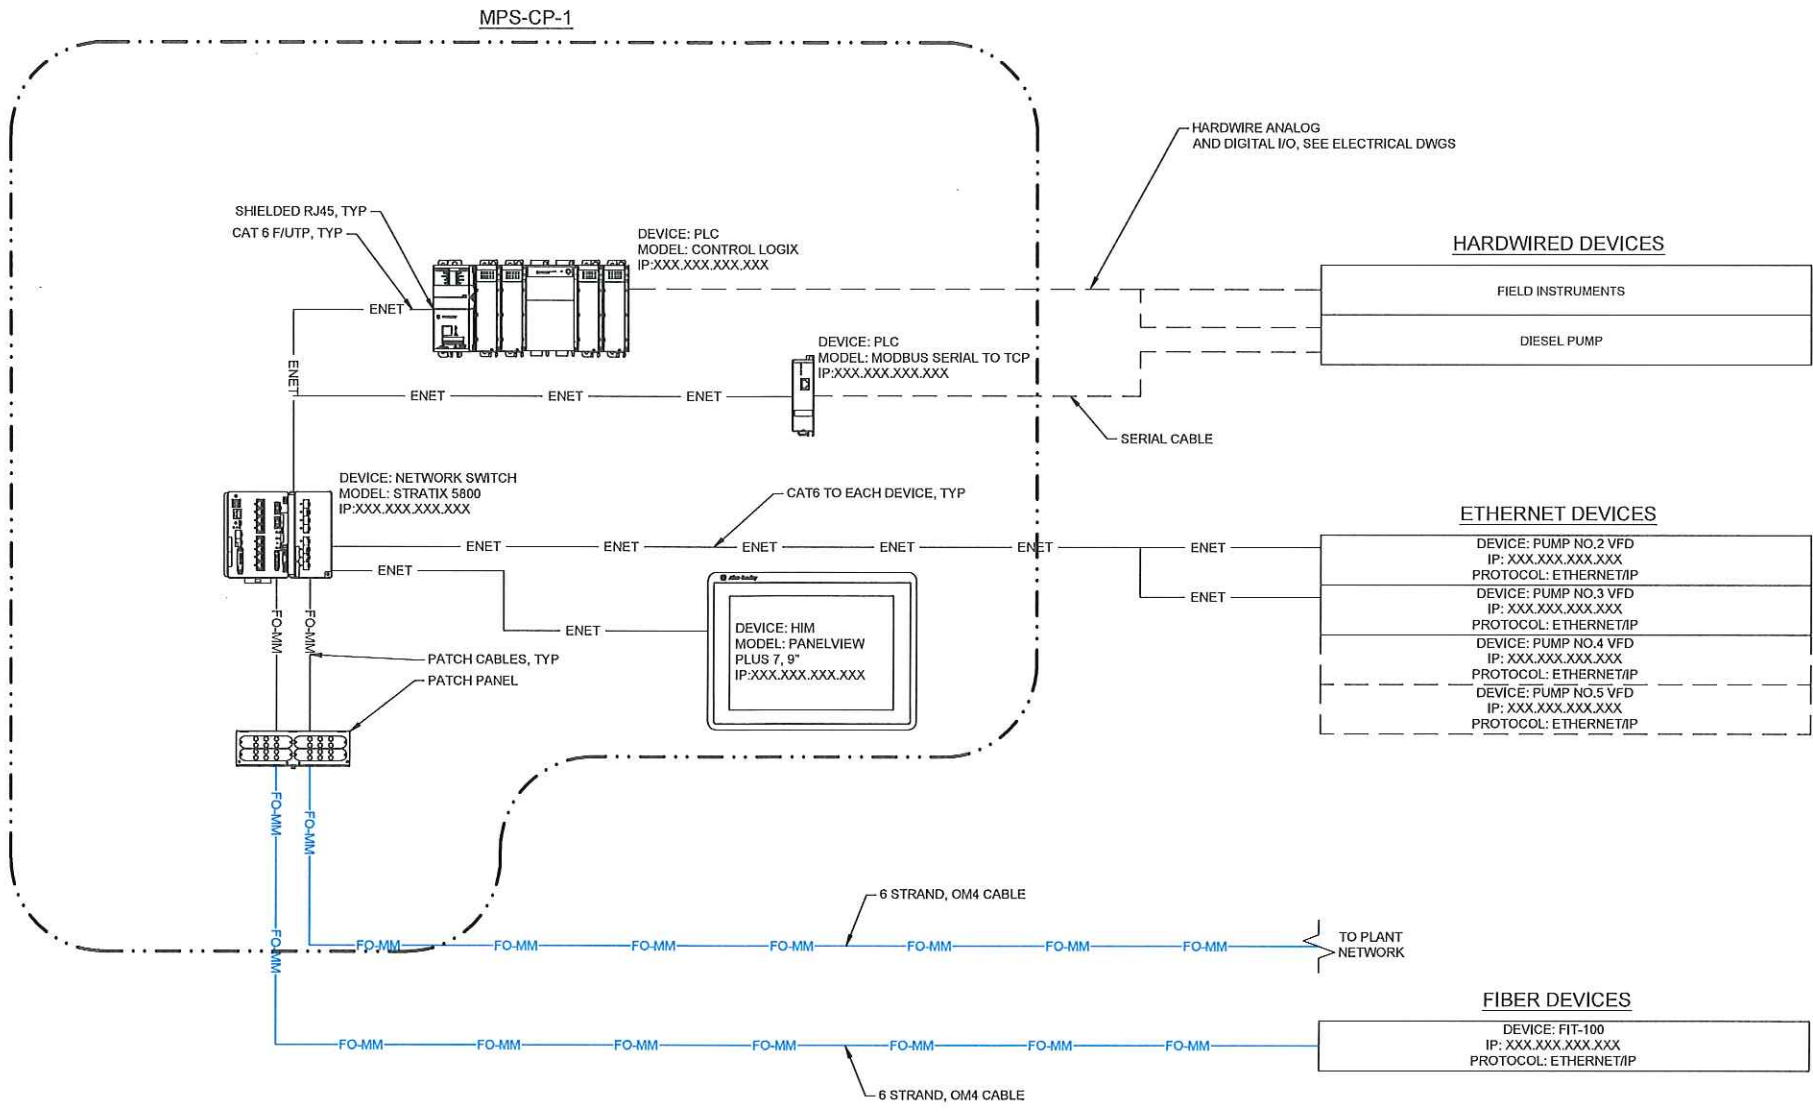 MPS-CP-1
HARDWIRE ANALOG
AND DIGITAL I/O, SEE ELECTRICAL DWGS
SHIELDED RJ45, TYP
CAT 6 F/UTP, TYP
DEVICE: PLC
MODEL: CONTROL LOGIX
IP:XXX.XXX.XXX.XXX
HARDWIRED DEVICES
FIELD INSTRUMENTS
DIESEL PUMP
ENET
ENET
DEVICE: PLC
MODEL: MODBUS SERIAL TO TCP
IP:XXX.XXX.XXX.XXX
ENET ENET ENET
SERIAL CABLE
DEVICE: NETWORK SWITCH
MODEL: STRATIX 5800
IP:XXX.XXX.XXX.XXX
CAT6 TO EACH DEVICE, TYP
ETHERNET DEVICES
ENET ENET ENET ENET ENET ENET
ENET
ENET
ENET
DEVICE: PUMP NO.2 VFD
IP: XXX.XXX.XXX.XXX
PROTOCOL: ETHERNET/IP
DEVICE: PUMP NO.3 VFD
IP: XXX.XXX.XXX.XXX
PROTOCOL: ETHERNET/IP
DEVICE: PUMP NO.4 VFD
IP: XXX.XXX.XXX.XXX
PROTOCOL: ETHERNET/IP
DEVICE: PUMP NO.5 VFD
IP: XXX.XXX.XXX.XXX
PROTOCOL: ETHERNET/IP
Allen-Bradley
DEVICE: HIM
MODEL: PANELVIEW
PLUS 7, 9"
IP:XXX.XXX.XXX.XXX
FO-MM
FO-MM
PATCH CABLES, TYP
PATCH PANEL
FO-MM
FO-MM
FO-MM
6 STRAND, OM4 CABLE
FO-MM FO-MM FO-MM FO-MM FO-MM FO-MM FO-MM
TO PLANT
NETWORK
FIBER DEVICES
DEVICE: FIT-100
IP: XXX.XXX.XXX.XXX
PROTOCOL: ETHERNET/IP
FO-MM FO-MM FO-MM FO-MM FO-MM FO-MM FO-MM
6 STRAND, OM4 CABLE